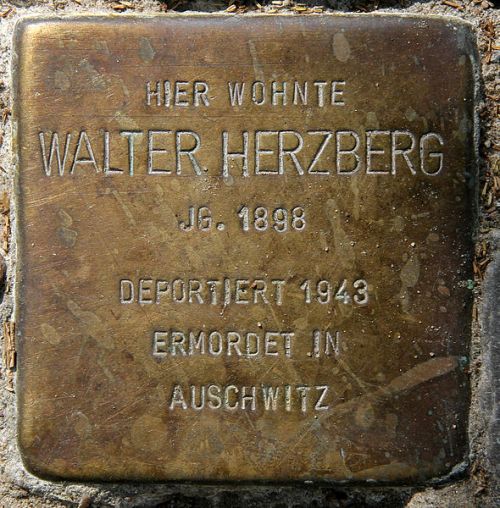 HIER WOHNTE
WALTER HERZBERG
JG. 1898
DEPORTIERT 1943
ERMORDET IN
AUSCHWITZ